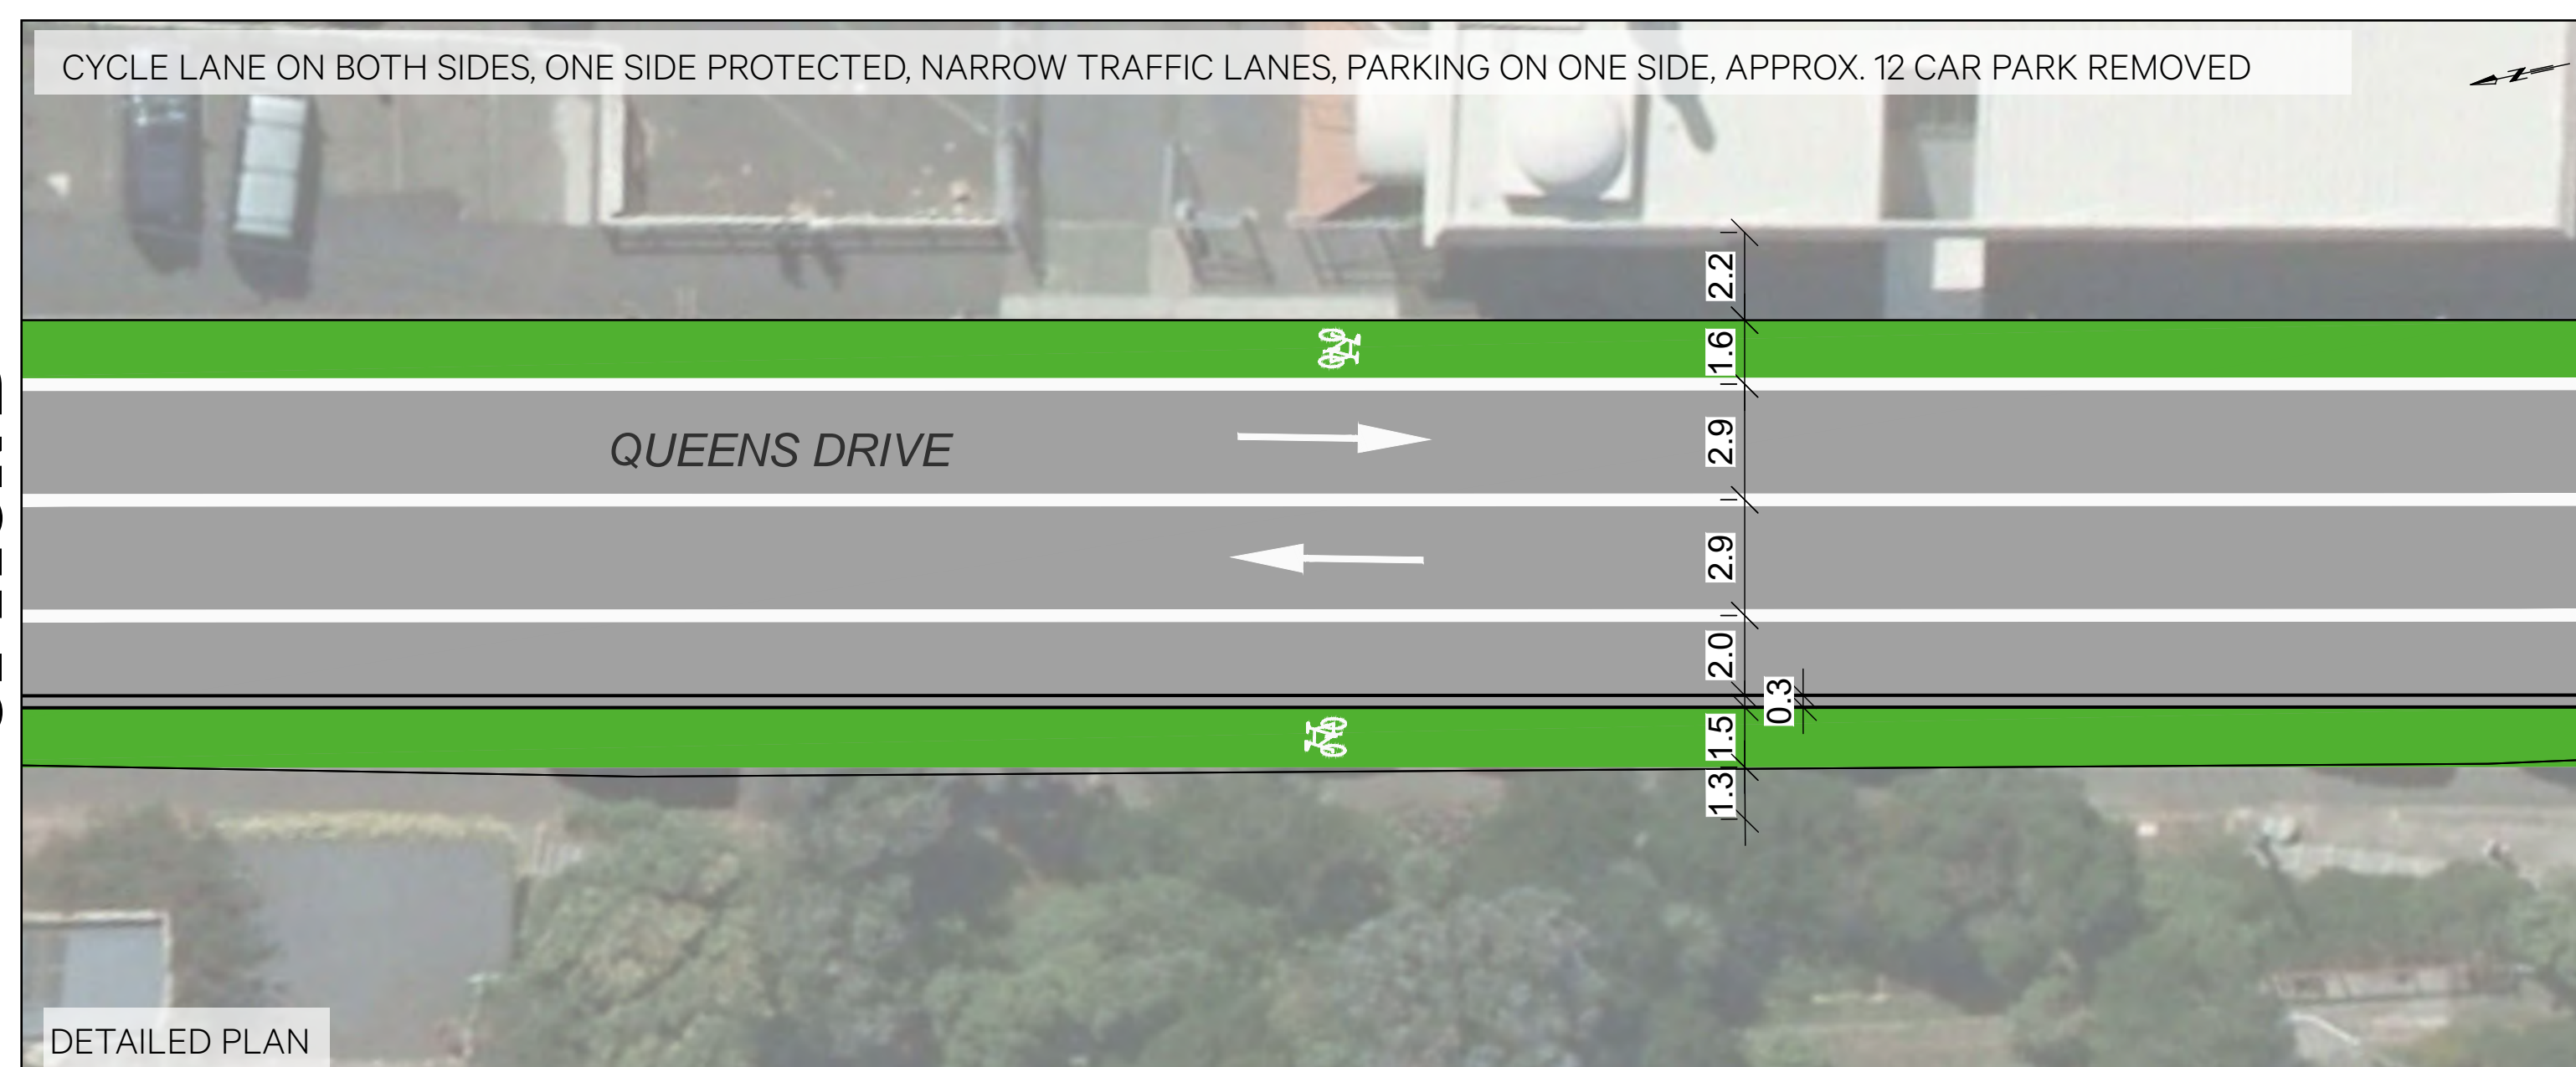 CYCLE LANE ON BOTH SIDES, ONE SIDE PROTECTED, NARROW TRAFFIC LANES, PARKING ON ONE SIDE, APPROX. 12 CAR PARK REMOVED
N
2.2
1.6
QUEENS DRIVE
2.9
2.9
2.0
0.3
1.5
1.3
DETAILED PLAN